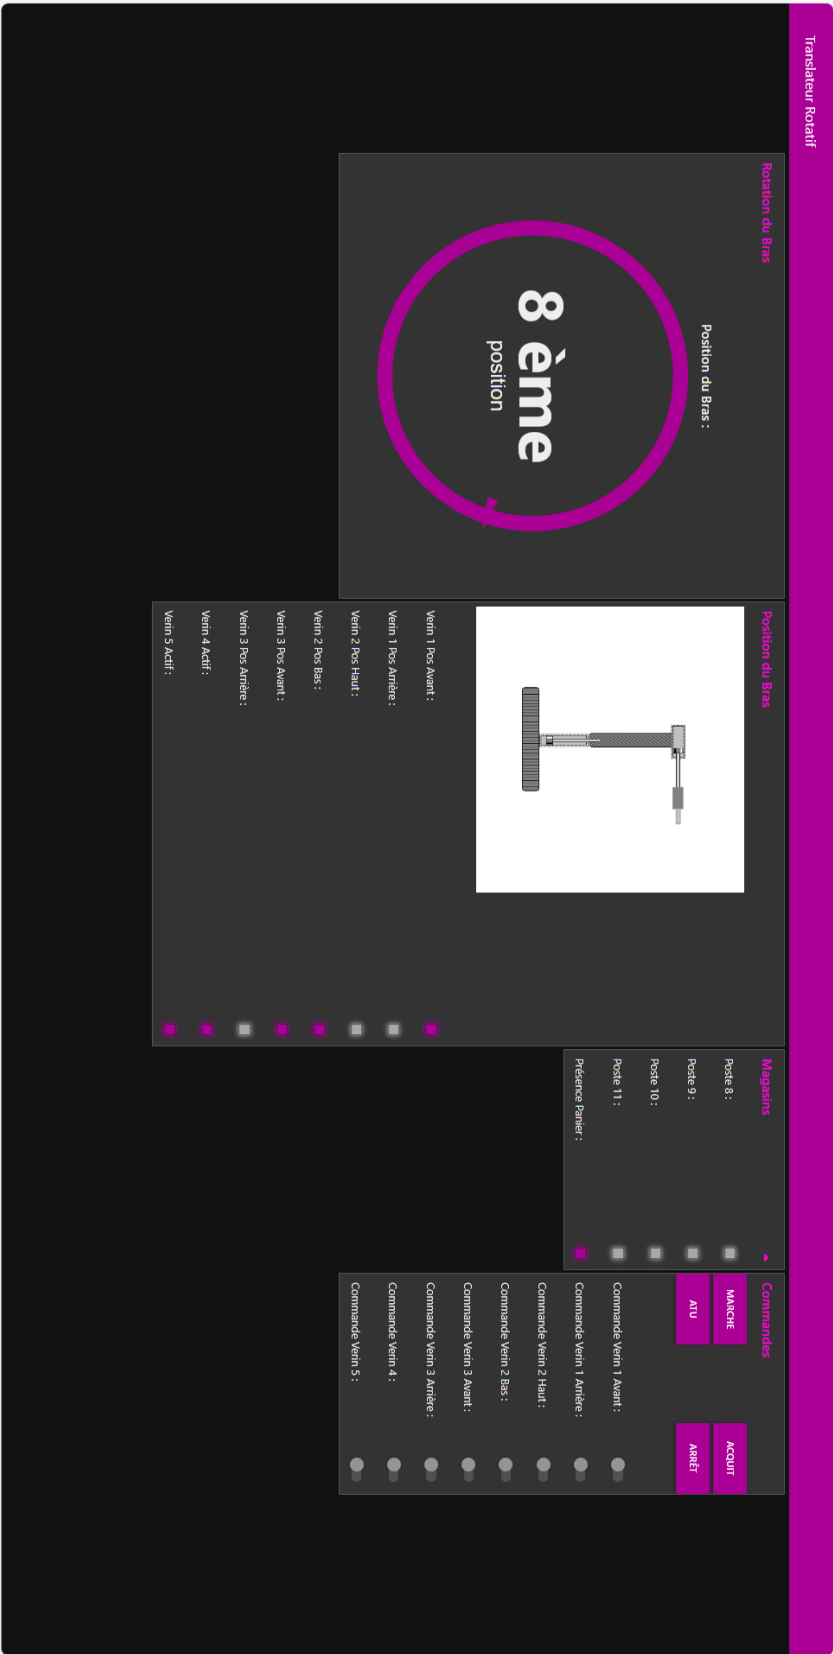 Translateur Rotatif
Rotation du Bras
Position du Bras :
8 ème
position
Position du Bras
Verin 1 Pos Avant :
Verin 1 Pos Arrière :
Verin 2 Pos Haut :
Verin 2 Pos Bas :
Verin 3 Pos Avant :
Verin 3 Pos Arrière :
Verin 4 Actif :
Verin 5 Actif :
Magasins
Poste 8 :
Poste 9 :
Poste 10 :
Poste 11 :
Présence Panier :
Commandes
MARCHE
ACQUIT
ATU
ARRÊT
Commande Verin 1 Avant :
Commande Verin 1 Arrière :
Commande Verin 2 Haut :
Commande Verin 2 Bas :
Commande Verin 3 Avant :
Commande Verin 3 Arrière :
Commande Verin 4 :
Commande Verin 5 :